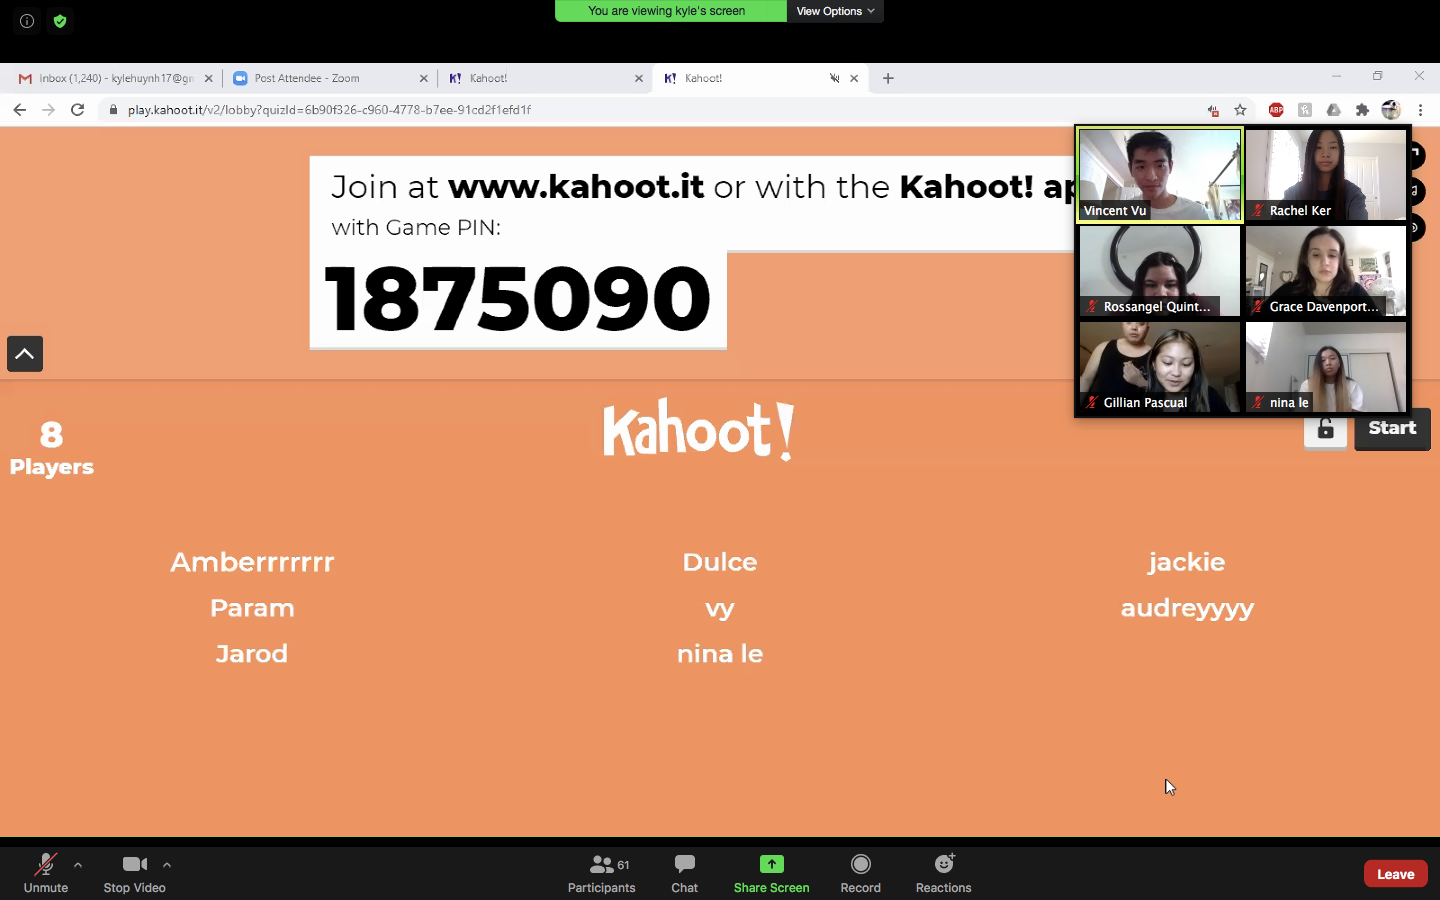 You are viewing kyle's screen
View Options
Inbox (1,240) - kylehuynh17@gm
Post Attendee - Zoom
Kahoot!
Kahoot!
play.kahoot.it/v2/lobby?quizId=6b90f326-c960-4778-b7ee-91cd2f1efd1f
ABP
Join at www.kahoot.it or with the Kahoot! ap
with Game PIN:
1875090
Vincent Vu
Rachel Ker
Rossangel Quint...
Grace Davenport...
Gillian Pascual
nina le
8
Players
Kahoot!
Start
Amberrrrrrr
Dulce
jackie
Param
vy
audreyyyy
Jarod
nina le
Unmute
Stop Video
Participants
61
Chat
Share Screen
Record
Reactions
Leave